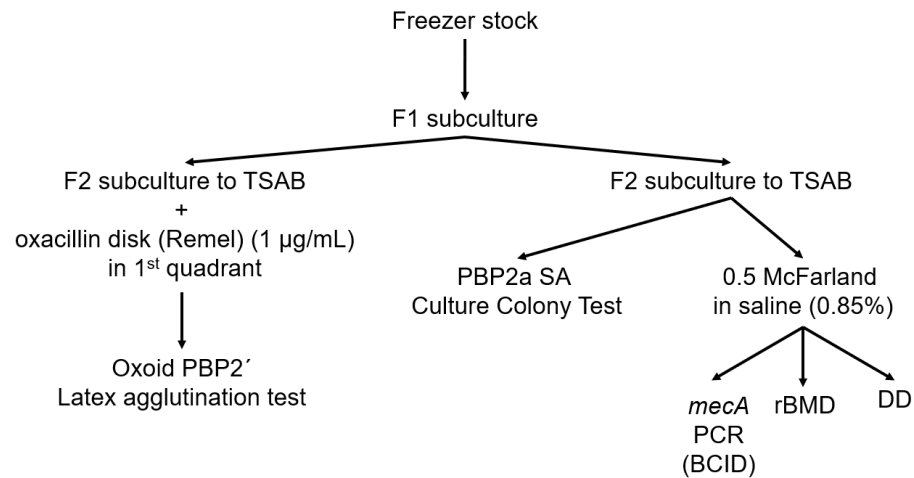 Freezer stock
F1 subculture
F2 subculture to TSAB
+
oxacillin disk (Remel) (1 µg/mL)
in 1st quadrant
Oxoid PBP2´
Latex agglutination test
F2 subculture to TSAB
PBP2a SA
Culture Colony Test
0.5 McFarland
in saline (0.85%)
mecA
PCR
(BCID)
rBMD
DD